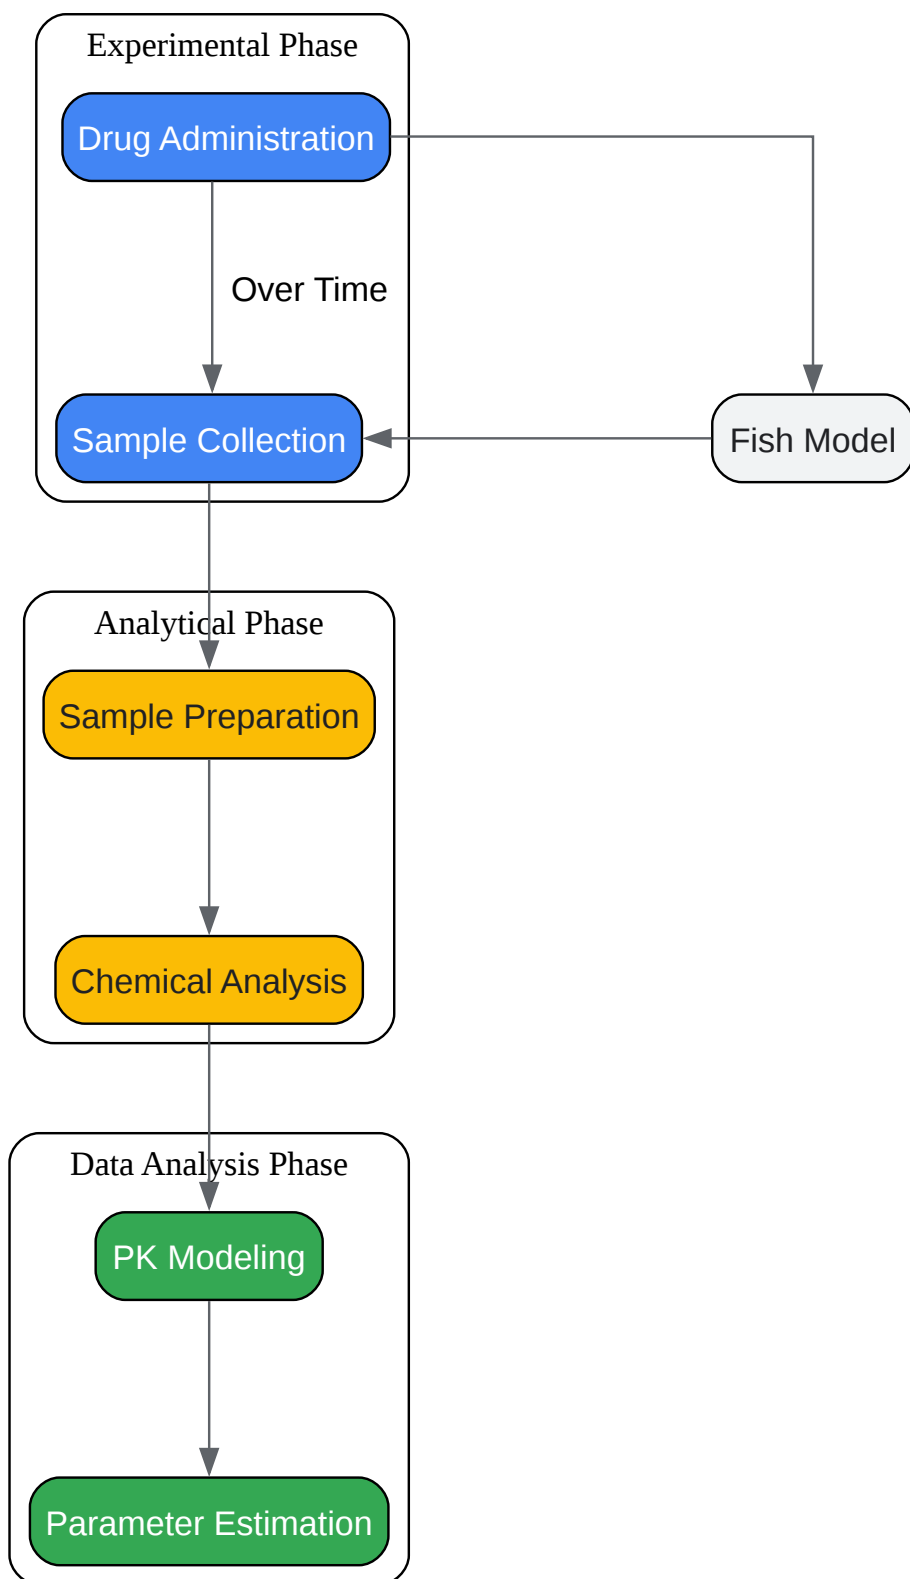 Experimental Phase
Drug Administration
Over Time
Sample Collection
Fish Model
Analytical Phase
Sample Preparation
Chemical Analysis
Data Analysis Phase
PK Modeling
Parameter Estimation